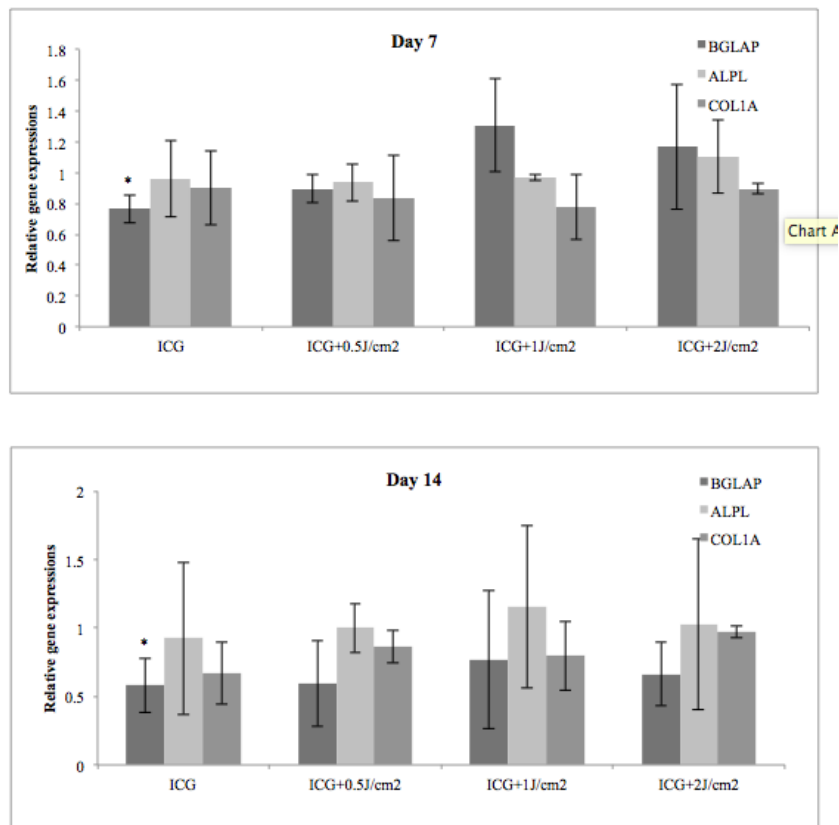 Day 7
BGLAP
ALPL
COL1A
Relative gene expressions
1.8
1.6
1.4
1.2
1
0.8
0.6
0.4
0.2
0
*
ICG
ICG+0.5J/cm2
ICG+1J/cm2
ICG+2J/cm2
Chart A
Day 14
BGLAP
ALPL
COL1A
Relative gene expressions
2
1.5
1
0.5
0
*
ICG
ICG+0.5J/cm2
ICG+1J/cm2
ICG+2J/cm2